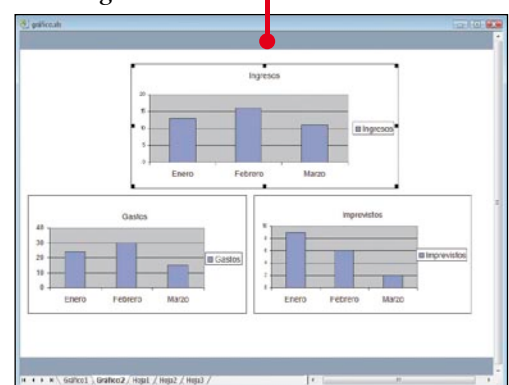 gráfico.xls
Ingresos
20
15
10
5
0
Ingresos
Enero Febrero Marzo
Gastos
40
30
20
10
0
Gastos
Enero Febrero Marzo
Imprevistos
10
Imprevistos
Enero Febrero Marzo
Gráfico1 / Gráfico2 / Hoja1 / Hoja2 / Hoja3 /